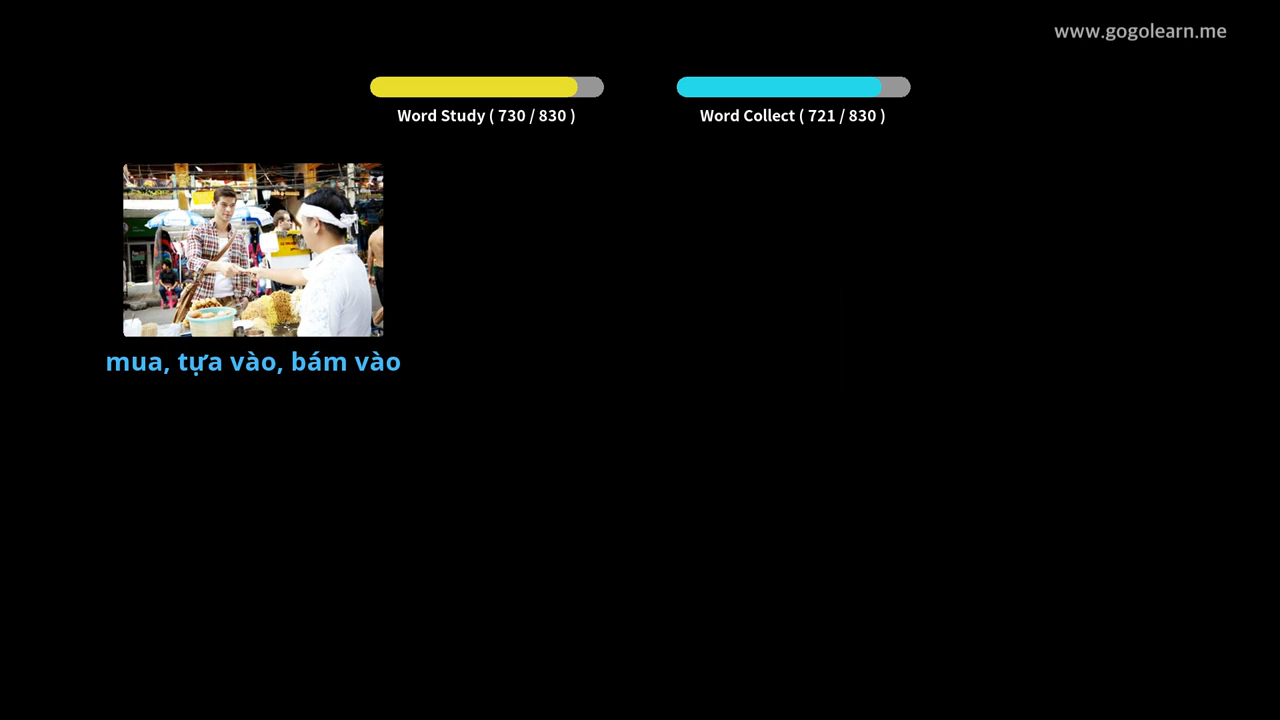 www.gogolearn.me
Word Study ( 730 / 830 )
Word Collect ( 721 / 830 )
mua, tựa vào, bám vào